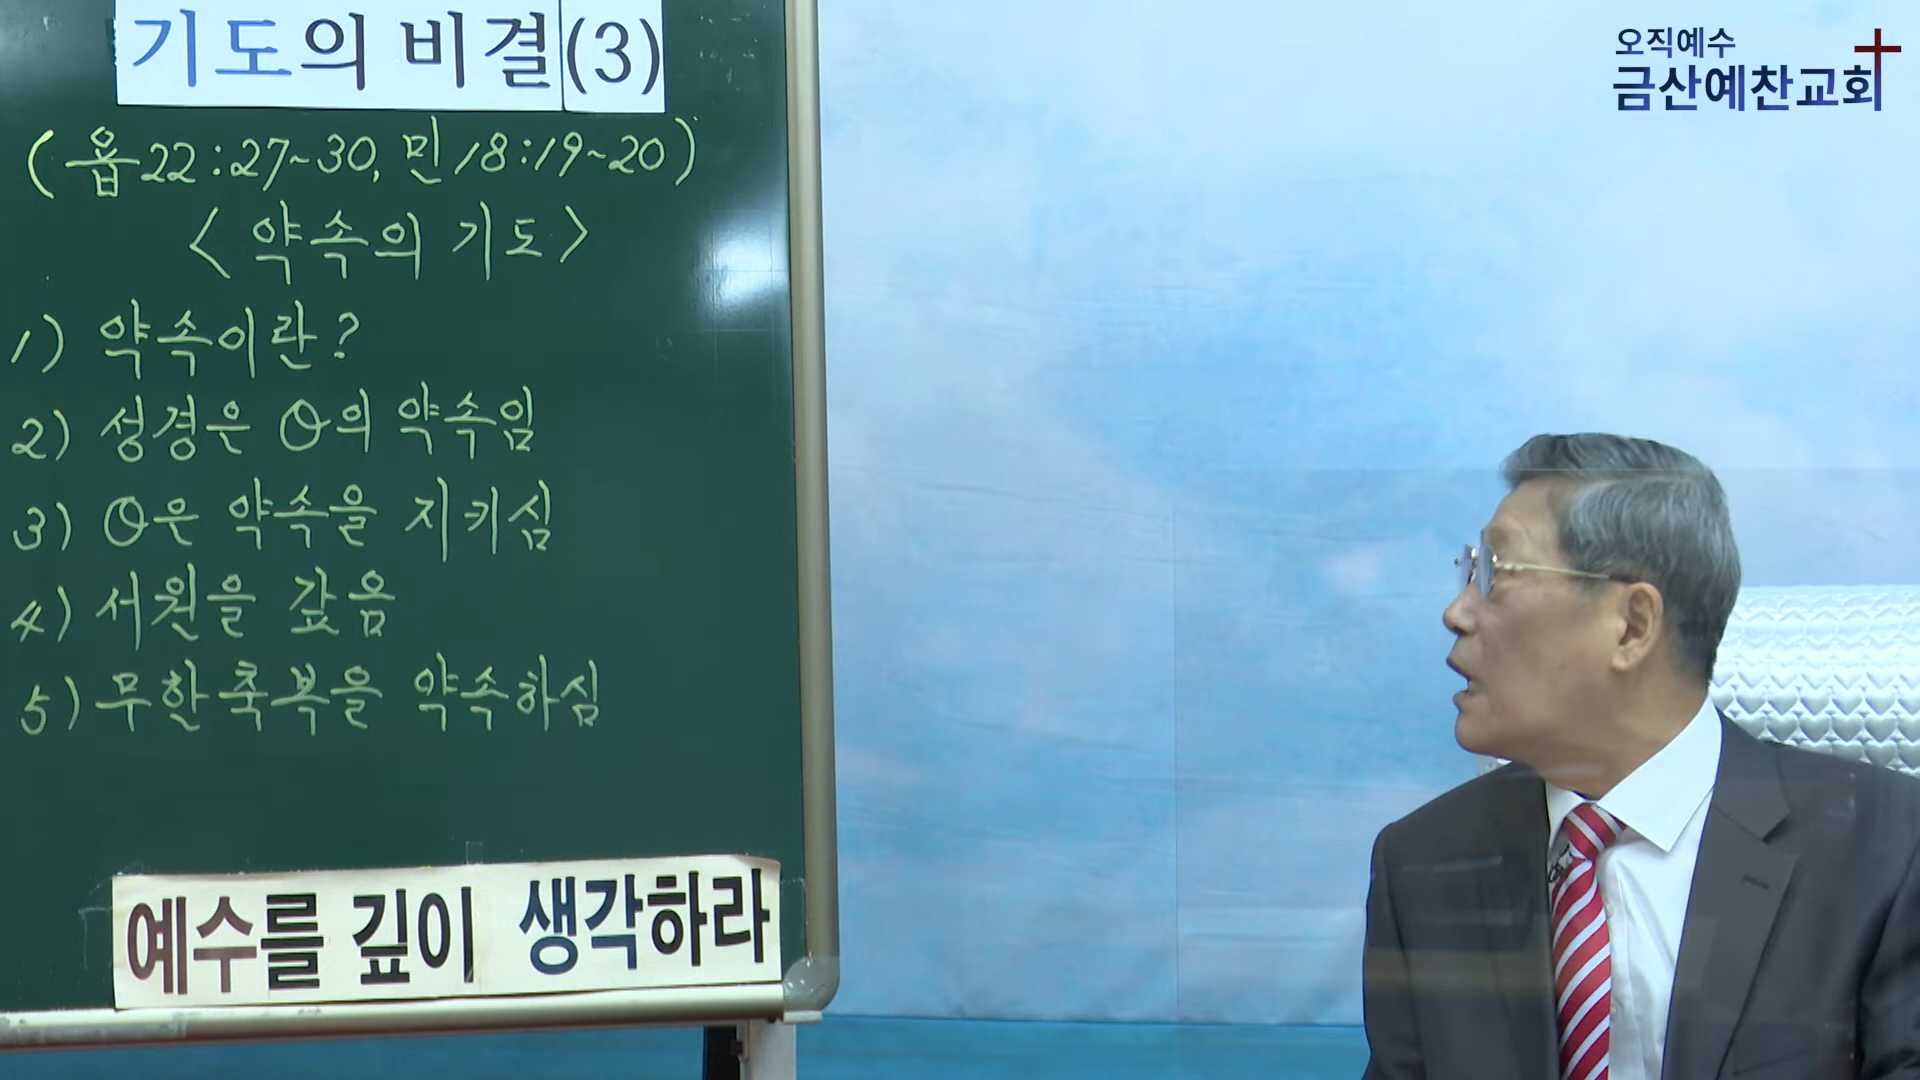 기도의 비결(3)
(욥22:27~30, 민18:19~20)
<약속의 기도>
1) 약속이란?
2) 성경은 O의 약속임
3) O은 약속을 지키심
4) 서원을 갚음
5) 무한축복을 약속하심
예수를 깊이 생각하라
오직예수
금산예찬교회